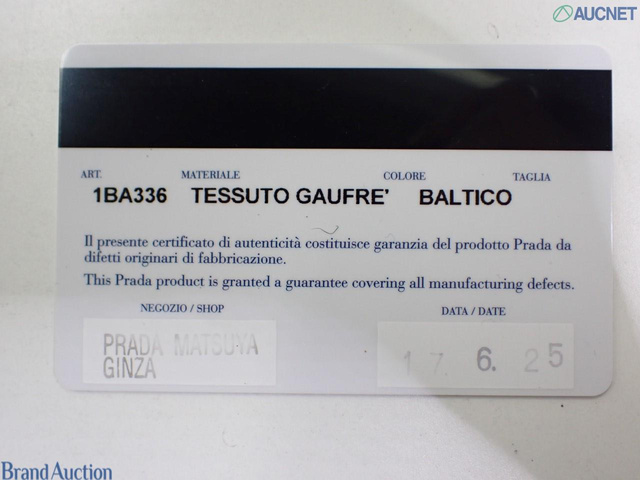 AUCNET
ART. MATERIALE COLORE TAGLIA
1BA336 TESSUTO GAUFRE' BALTICO
Il presente certificato di autenticità costituisce garanzia del prodotto Prada da
difetti originari di fabbricazione.
This Prada product is granted a guarantee covering all manufacturing defects.
NEGOZIO / SHOP DATA / DATE
PRADA MATSUYA
GINZA
17. 6. 25
Brand Auction